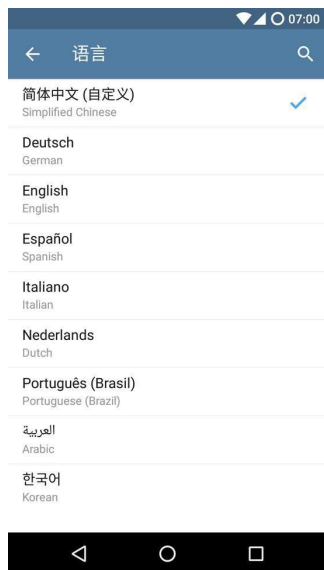 07:00
语言
简体中文 (自定义)
Simplified Chinese
Deutsch
German
English
English
Español
Spanish
Italiano
Italian
Nederlands
Dutch
Português (Brasil)
Portuguese (Brazil)
العربية
Arabic
한국어
Korean